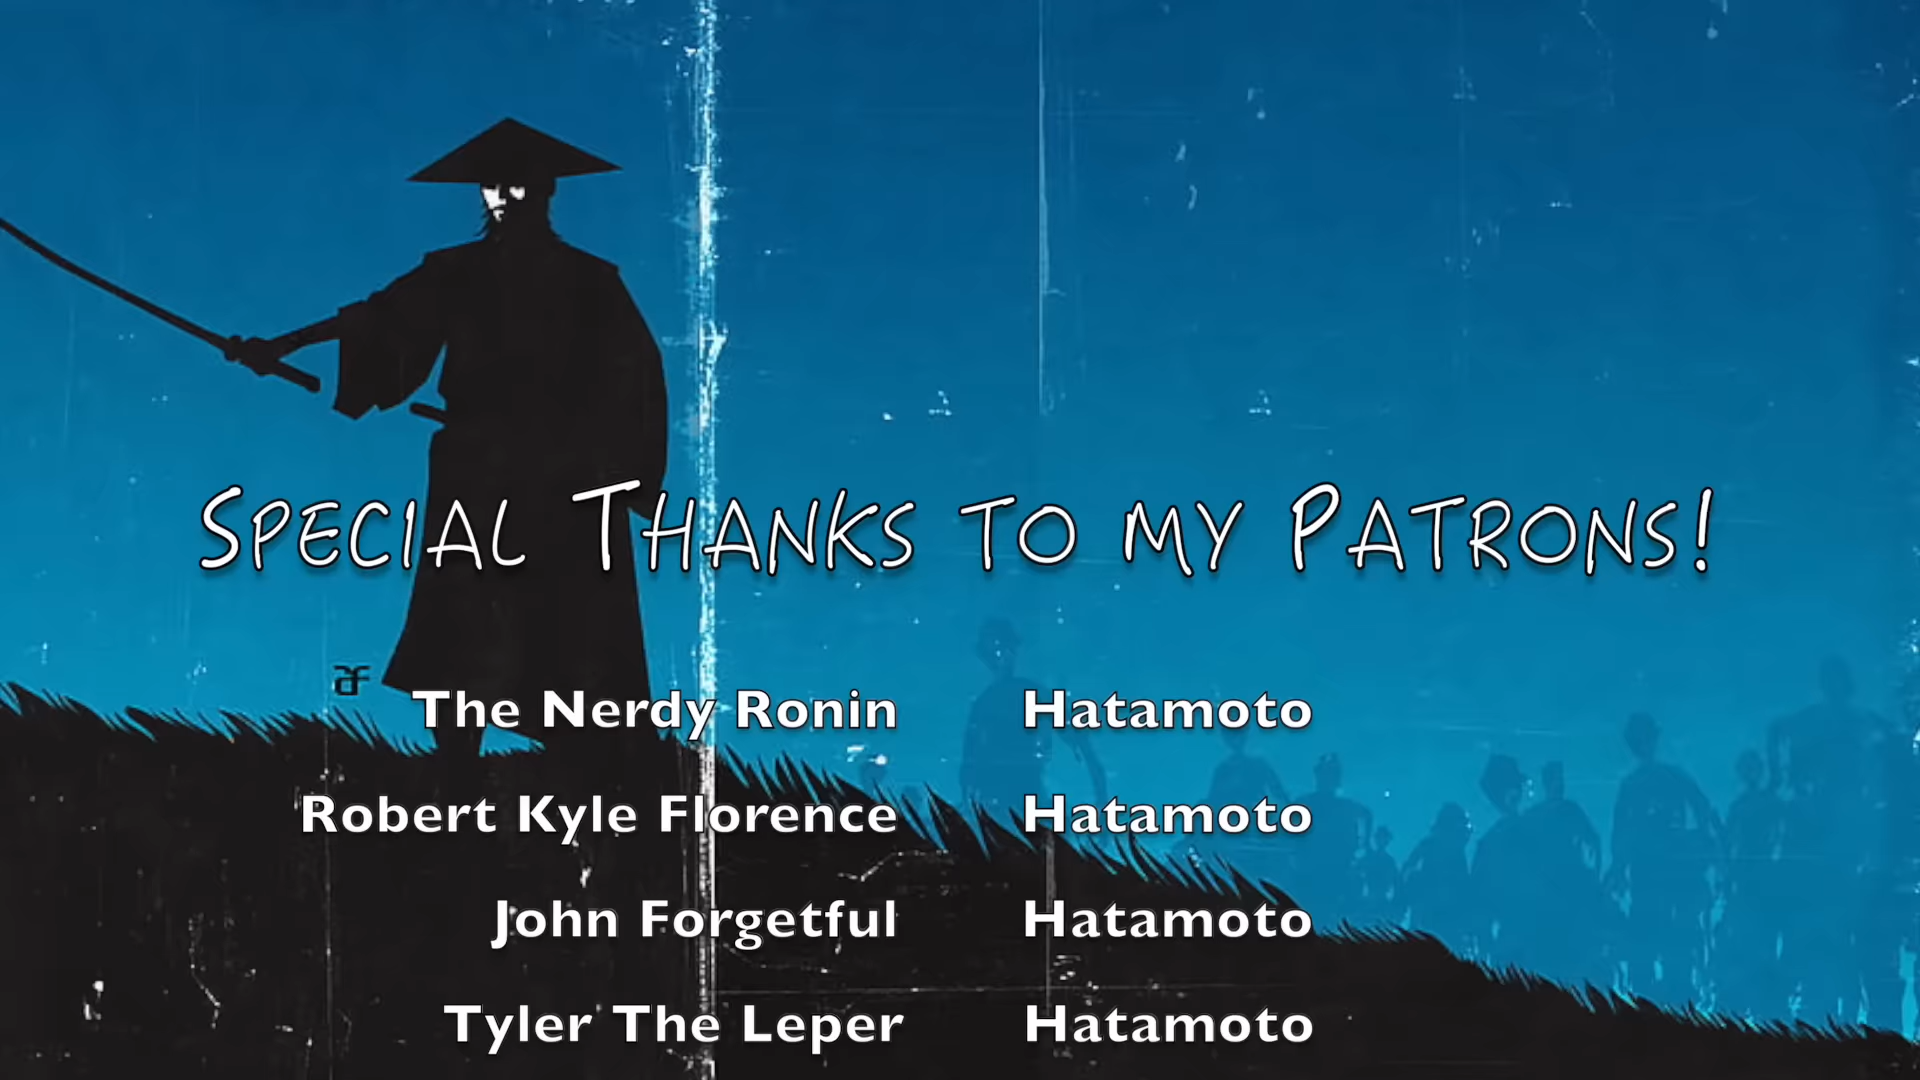 Special Thanks to my Patrons!
The Nerdy Ronin Hatamoto
Robert Kyle Florence Hatamoto
John Forgetful Hatamoto
Tyler The Leper Hatamoto